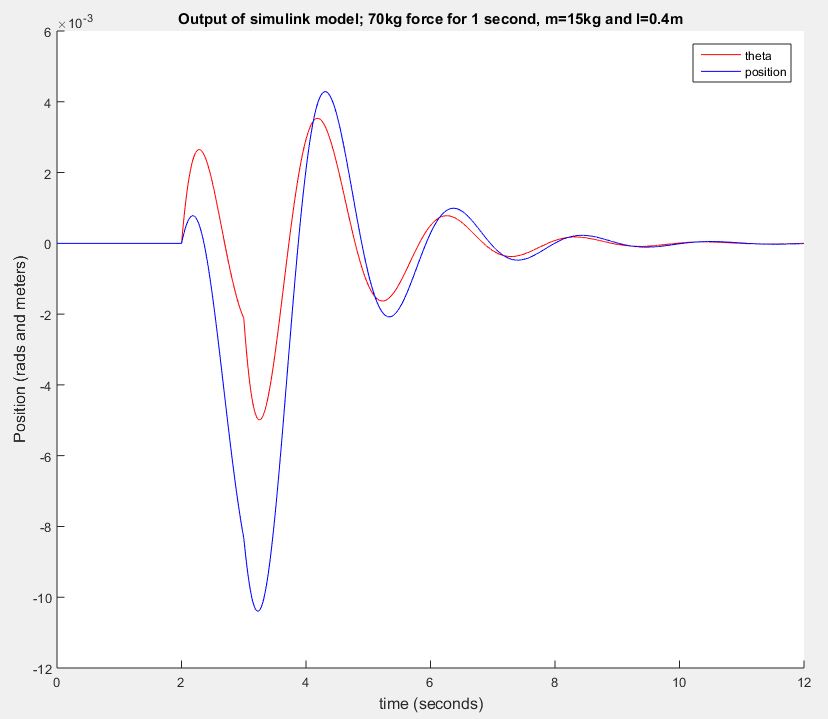 Output of simulink model; 70kg force for 1 second, m=15kg and l=0.4m
×10⁻³
6
4
2
0
-2
-4
-6
-8
-10
-12
Position (rads and meters)
theta
position
0 2 4 6 8 10 12
time (seconds)